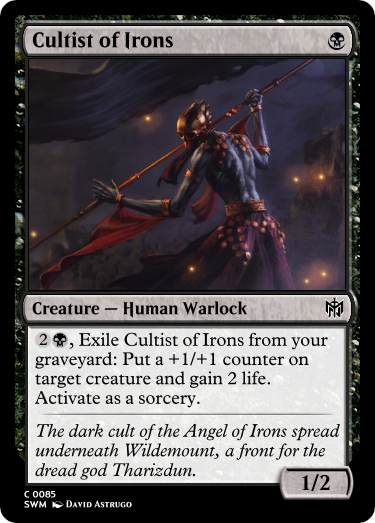 Cultist of Irons
Creature — Human Warlock
2, Exile Cultist of Irons from your
graveyard: Put a +1/+1 counter on
target creature and gain 2 life.
Activate as a sorcery.
The dark cult of the Angel of Irons spread
underneath Wildemount, a front for the
dread god Tharizdun.
1/2
C 0085
SWM DAVID ASTRUGO